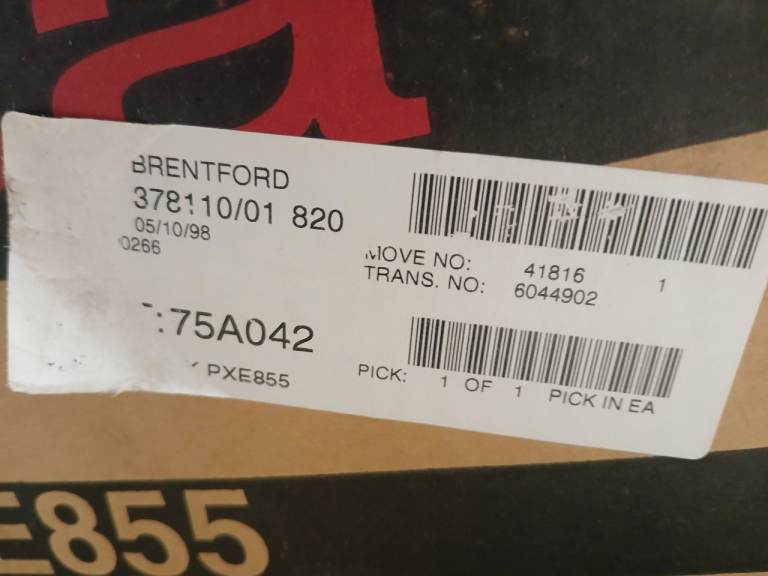 a
BRENTFORD
378110/01 820
05/10/98
0266
MOVE NO: 41816 1
TRANS. NO: 6044902
:75A042
PXE855
PICK: 1 OF 1 PICK IN EA
E855